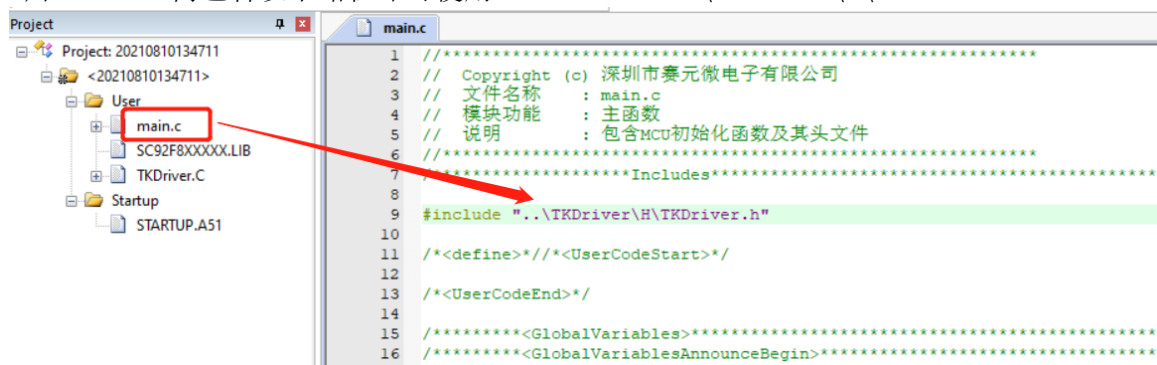 Project
Project: 20210810134711
<20210810134711>
User
main.c
SC92F8XXXXX.LIB
TKDriver.C
Startup
STARTUP.A51
main.c
1 //************************************************************
2 // Copyright (c) 深圳市赛元微电子有限公司
3 // 文件名称 : main.c
4 // 模块功能 : 主函数
5 // 说明 : 包含MCU初始化函数及其头文件
6 //************************************************************
7 /********************Includes*********************************************
8
9 #include "..\TKDriver\H\TKDriver.h"
10
11 /*<define>*//*<UserCodeStart>*/
12
13 /*<UserCodeEnd>*/
14
15 /*********<GlobalVariables>***********************************************
16 /*********<GlobalVariablesAnnounceBegin>**********************************